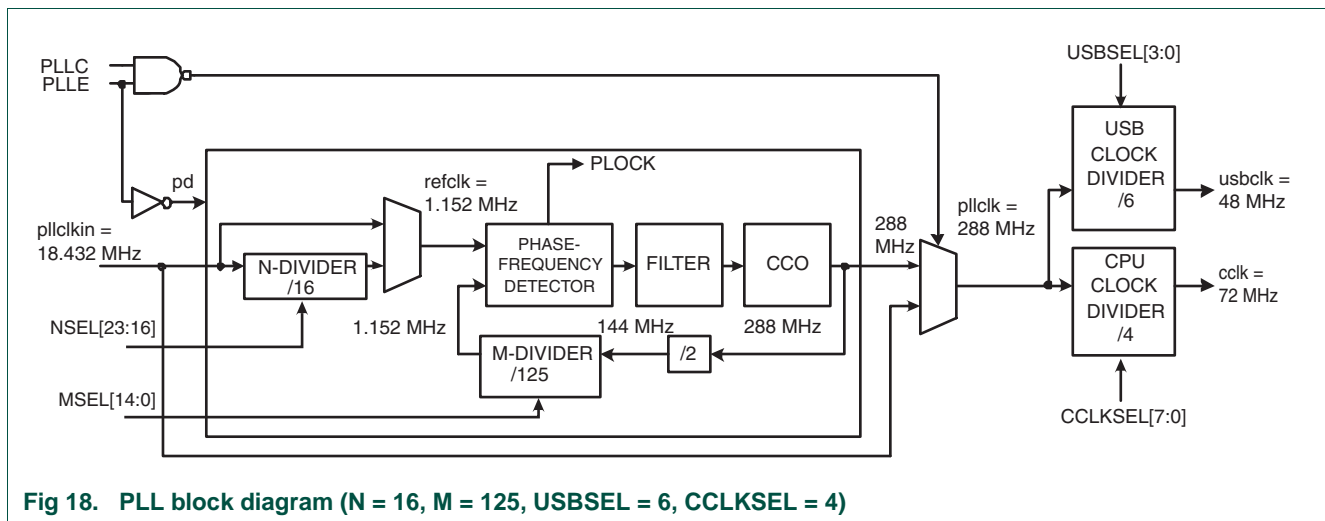 PLLC
PLLE
pd
pllclkin =
18.432 MHz
NSEL[23:16]
MSEL[14:0]
N-DIVIDER
/16
refclk =
1.152 MHz
PLOCK
PHASE-
FREQUENCY
DETECTOR
FILTER
CCO
1.152 MHz
144 MHz
288 MHz
M-DIVIDER
/125
/2
288
MHz
pllclk =
288 MHz
USBSEL[3:0]
USB
CLOCK
DIVIDER
/6
usbclk =
48 MHz
CPU
CLOCK
DIVIDER
/4
cclk =
72 MHz
CCLKSEL[7:0]
Fig 18. PLL block diagram (N = 16, M = 125, USBSEL = 6, CCLKSEL = 4)